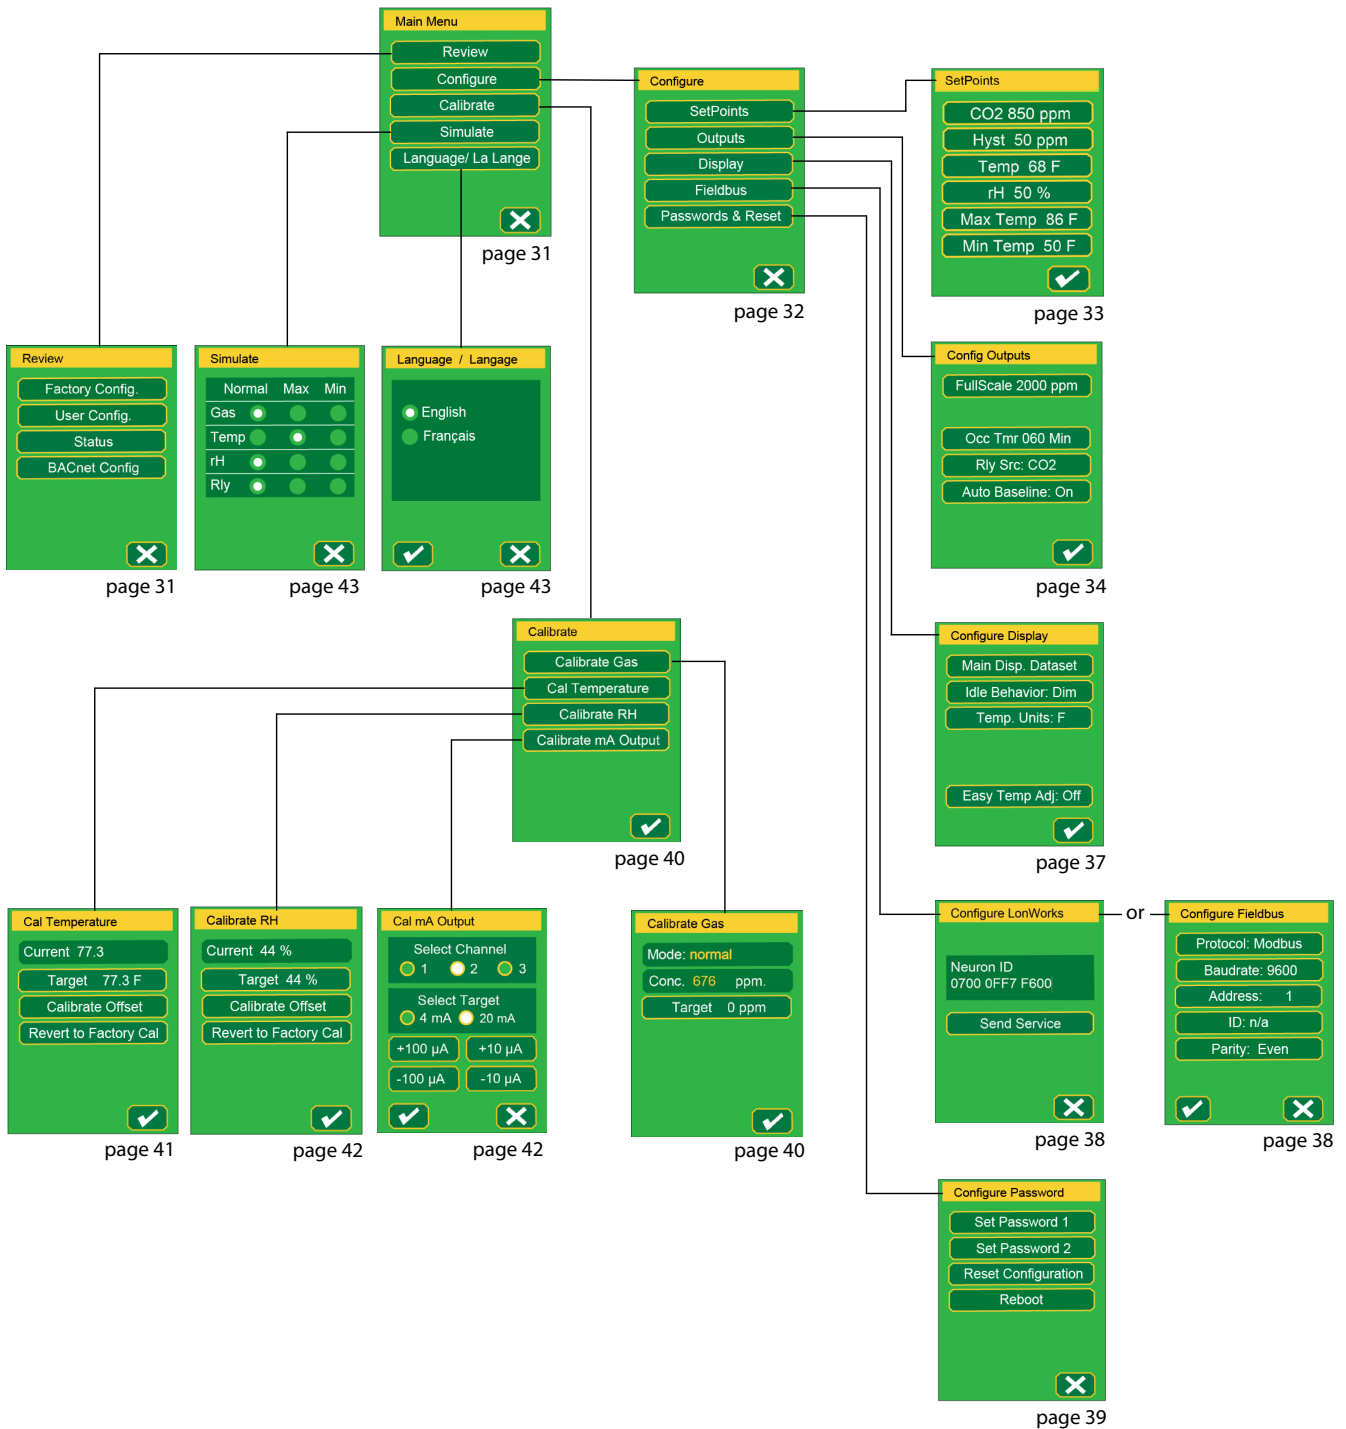 Main Menu
Review
Configure
Calibrate
Simulate
Language/ La Lange
page 31
Configure
SetPoints
Outputs
Display
Fieldbus
Passwords & Reset
page 32
SetPoints
CO2 850 ppm
Hyst 50 ppm
Temp 68 F
rH 50 %
Max Temp 86 F
Min Temp 50 F
page 33
Review
Factory Config.
User Config.
Status
BACnet Config
page 31
Simulate
Normal Max Min
Gas
Temp
rH
Rly
page 43
Language / Langage
English
Français
page 43
Config Outputs
FullScale 2000 ppm
Occ Tmr 060 Min
Rly Src: CO2
Auto Baseline: On
page 34
Calibrate
Calibrate Gas
Cal Temperature
Calibrate RH
Calibrate mA Output
page 40
Configure Display
Main Disp. Dataset
Idle Behavior: Dim
Temp. Units: F
Easy Temp Adj: Off
page 37
Cal Temperature
Current 77.3
Target 77.3 F
Calibrate Offset
Revert to Factory Cal
page 41
Calibrate RH
Current 44 %
Target 44 %
Calibrate Offset
Revert to Factory Cal
page 42
Cal mA Output
Select Channel
1 2 3
Select Target
4 mA 20 mA
+100 µA +10 µA
-100 µA -10 µA
page 42
Calibrate Gas
Mode: normal
Conc. 676 ppm.
Target 0 ppm
page 40
Configure LonWorks
Neuron ID
0700 0FF7 F600
Send Service
page 38
or
Configure Fieldbus
Protocol: Modbus
Baudrate: 9600
Address: 1
ID: n/a
Parity: Even
page 38
Configure Password
Set Password 1
Set Password 2
Reset Configuration
Reboot
page 39